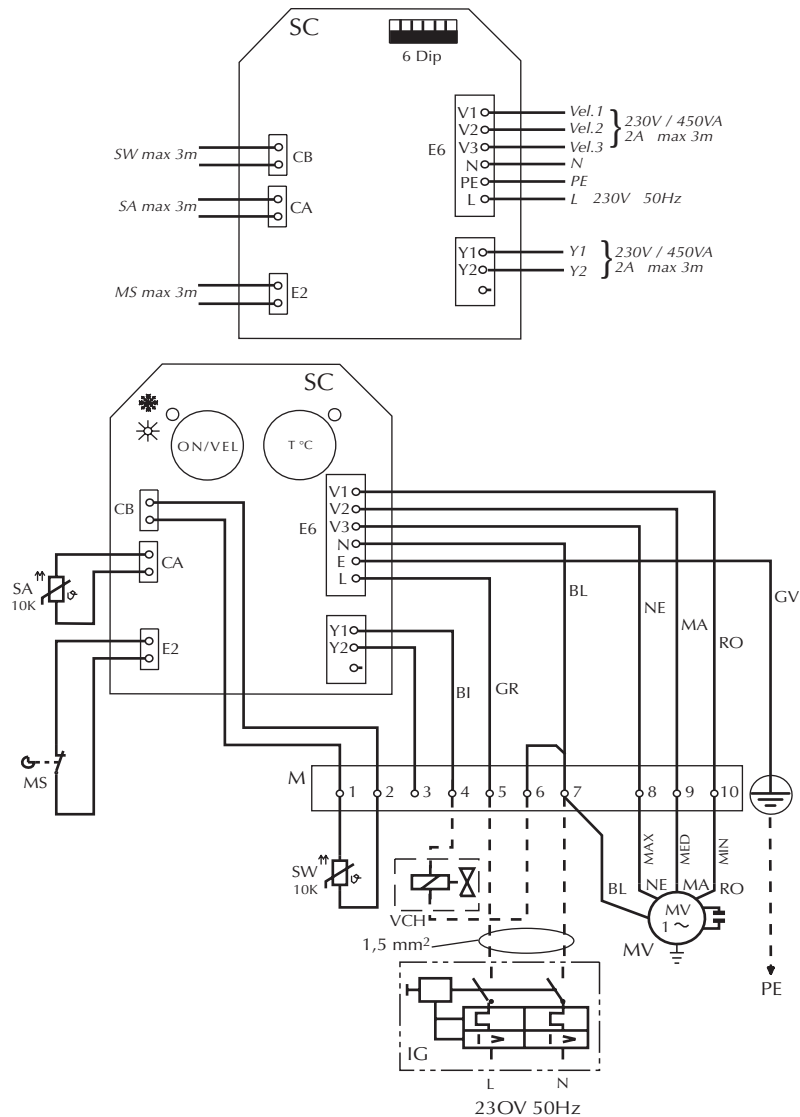 SC
6 Dip
SW max 3m
CB
SA max 3m
CA
MS max 3m
E2
E6
V1 Vel.1
V2 Vel.2
V3 Vel.3
230V / 450VA
2A max 3m
N N
PE PE
L L 230V 50Hz
Y1 Y1
Y2 Y2
230V / 450VA
2A max 3m
SC
ON/VEL
T °C
CB
CA
E2
SA
10K
MS
E6
V1
V2
V3
N
E
L
Y1
Y2
BI
GR
BL
NE
MA
RO
GV
M
1 2 3 4 5 6 7 8 9 10
SW
10K
VCH
MAX
MED
MIN
BL
NE
MA
RO
MV
1 ~
MV
PE
1,5 mm²
IG
L N
23OV 50Hz